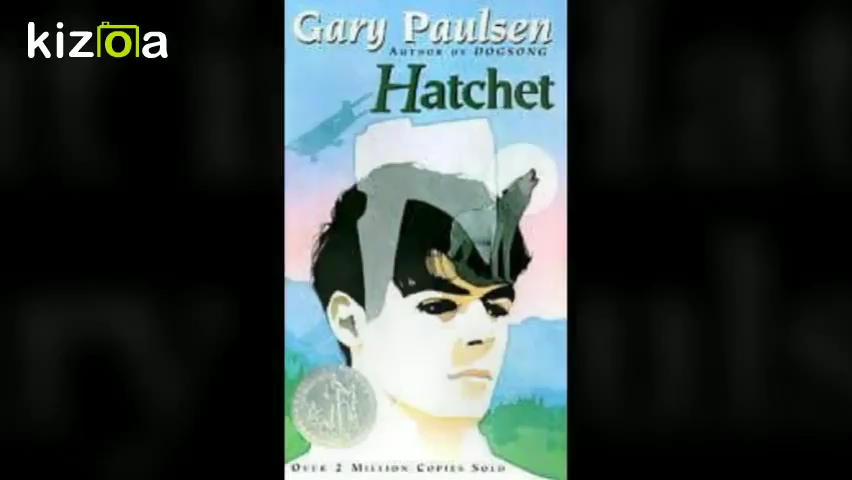 kizoa
Gary Paulsen
AUTHOR OF DOGSONG
Hatchet
OVER 2 MILLION COPIES SOLD